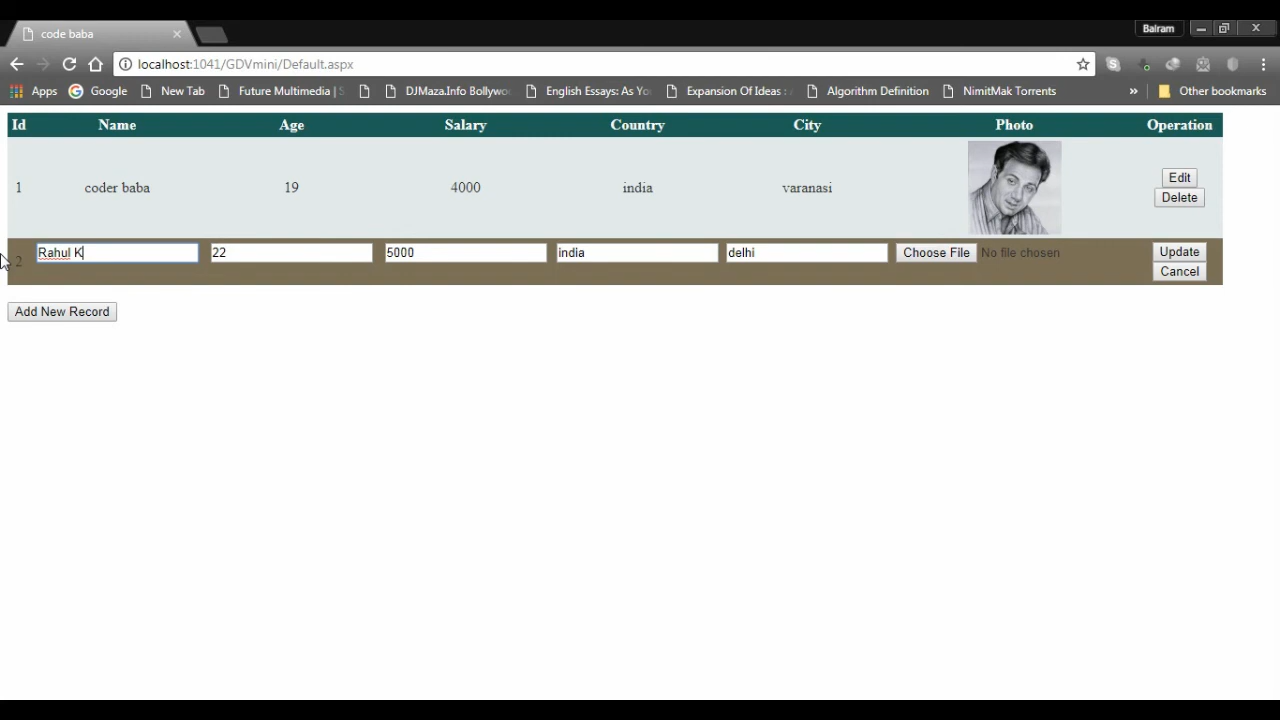 code baba
Balram
localhost:1041/GDVmini/Default.aspx
Apps Google New Tab Future Multimedia | DJMaza.Info Bollywo English Essays: As Yo Expansion Of Ideas : Algorithm Definition NimitMak Torrents » Other bookmarks
Id Name Age Salary Country City Photo Operation
1 coder baba 19 4000 india varanasi
Edit
Delete
2 Rahul K 22 5000 india delhi Choose File No file chosen
Update
Cancel
Add New Record